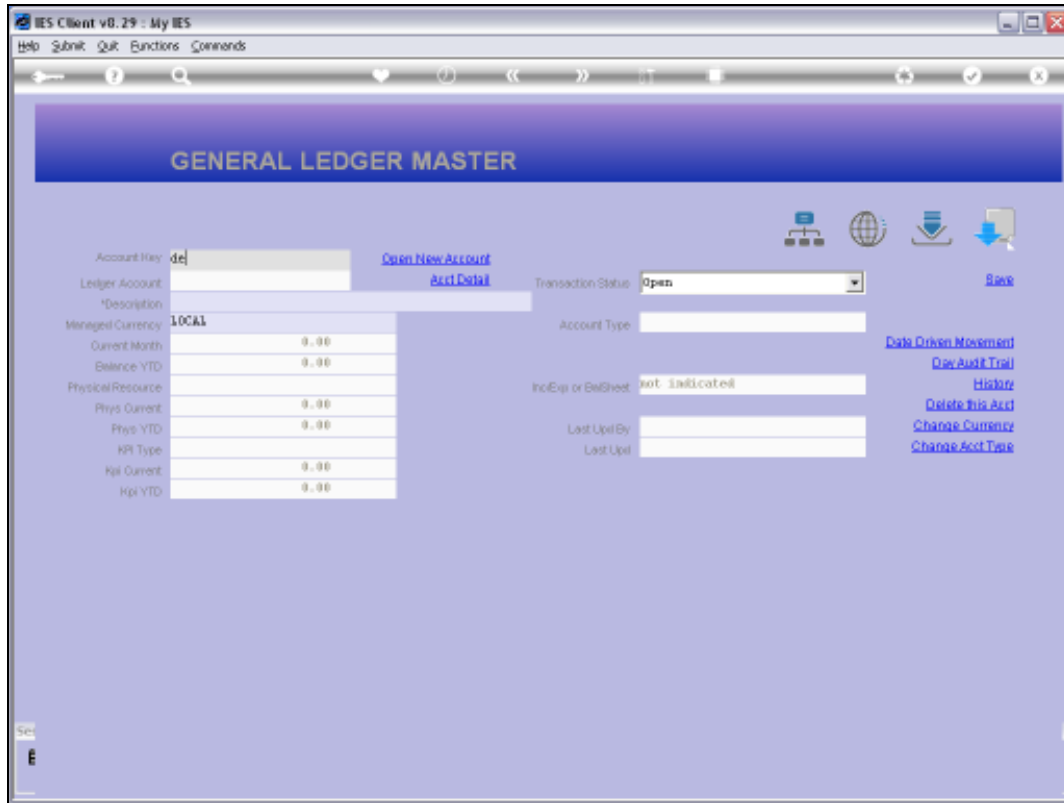 IES Client v8.29 : My IES
Help Submit Quit Functions Commands
GENERAL LEDGER MASTER
Account Key de Open New Account
Ledger Account Acct Detail Transaction Status Open Save
*Description
Managed Currency LOCAL Account Type
Current Month 0.00 Date Driven Movement
Balance YTD 0.00 Day Audit Trail
Physical Resource Inc/Exp or BalSheet not indicated History
Phys Current 0.00 Delete this Acct
Phys YTD 0.00 Last Upd By Change Currency
KPI Type Last Upd Change Acct Type
Kpi Current 0.00
Kpi YTD 0.00